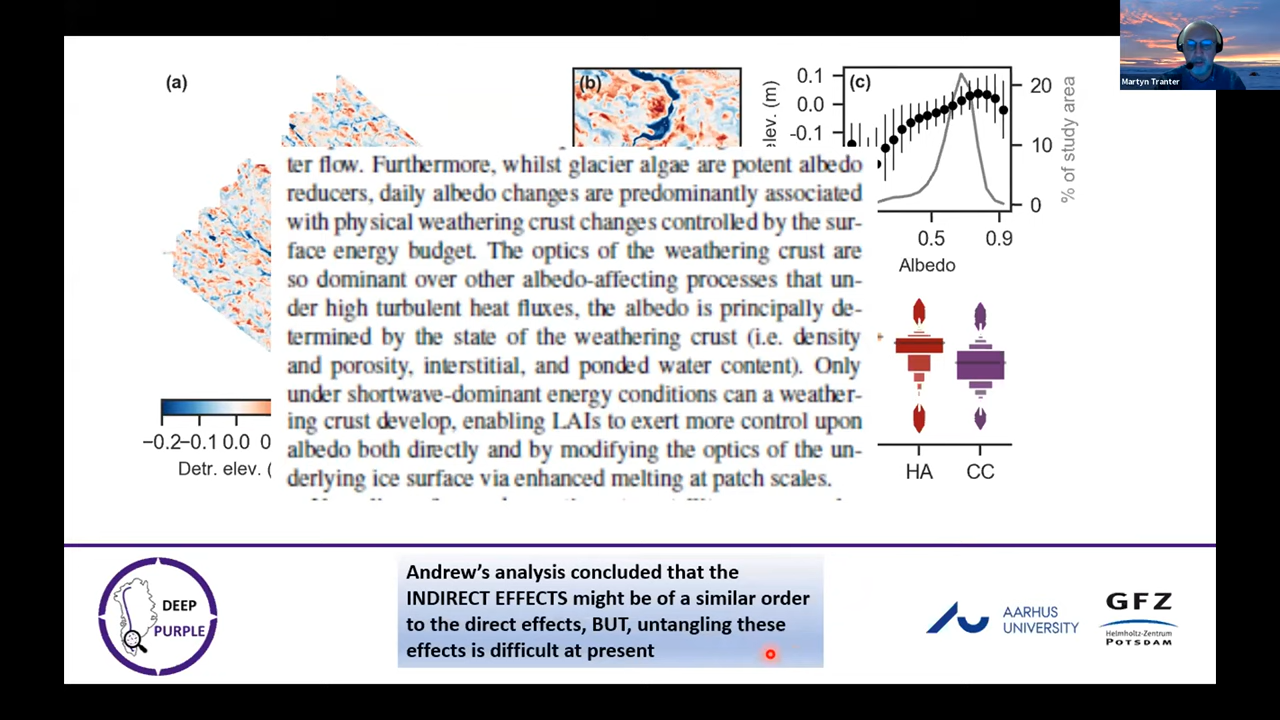 Martyn Tranter
(a)
(b)
(c)
elev. (m)
0.1
0.0
-0.1
20
10
0
% of study area
0.5
0.9
Albedo
ter flow. Furthermore, whilst glacier algae are potent albedo
reducers, daily albedo changes are predominantly associated
with physical weathering crust changes controlled by the sur-
face energy budget. The optics of the weathering crust are
so dominant over other albedo-affecting processes that un-
der high turbulent heat fluxes, the albedo is principally de-
termined by the state of the weathering crust (i.e. density
and porosity, interstitial, and ponded water content). Only
under shortwave-dominant energy conditions can a weather-
ing crust develop, enabling LAIs to exert more control upon
albedo both directly and by modifying the optics of the un-
derlying ice surface via enhanced melting at patch scales.
−0.2−0.1 0.0 0
Detr. elev. (
HA CC
DEEP
PURPLE
Andrew's analysis concluded that the
INDIRECT EFFECTS might be of a similar order
to the direct effects, BUT, untangling these
effects is difficult at present
AARHUS
UNIVERSITY
GFZ
Helmholtz-Zentrum
POTSDAM